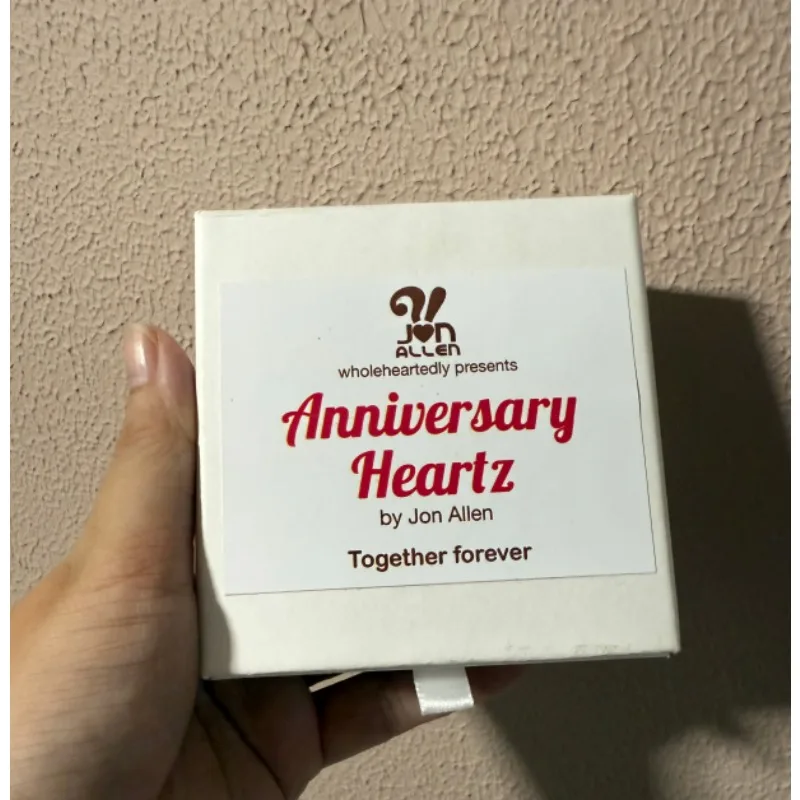 JON
ALLEN
wholeheartedly presents
Anniversary
Heartz
by Jon Allen
Together forever